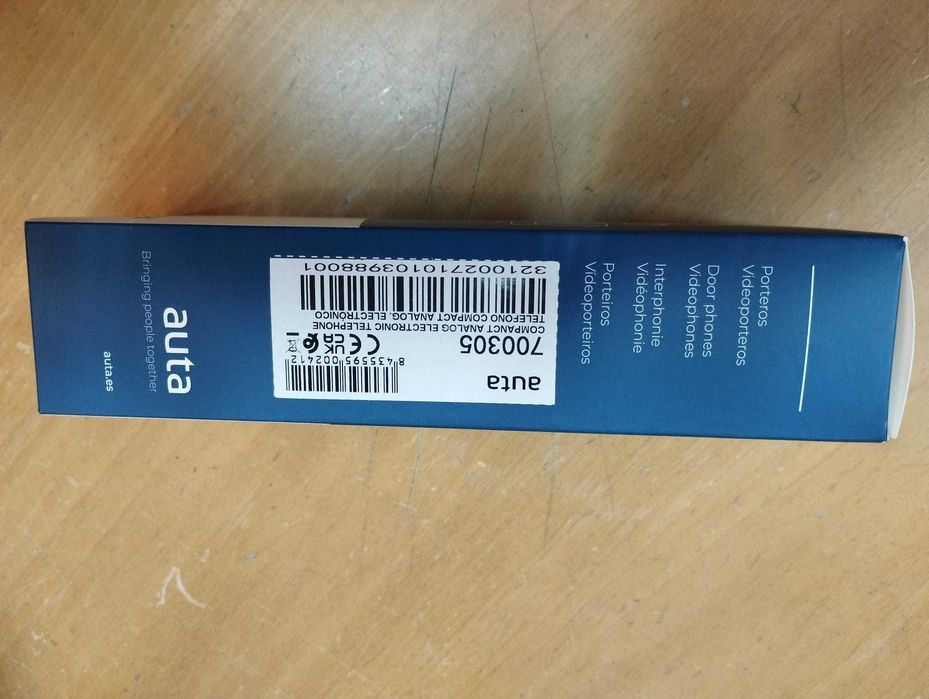 Porteros
Videoporteros
Door phones
Videophones
Interphonie
Vidéophonie
Porteiros
Videoporteiros
auta
700305
COMPACT ANALOG ELECTRONIC TELEPHONE
TELEFONO COMPACT ANALOG. ELECTRÓNICO
8 435595 002412
CE
UK
CA
3210027101039880001
auta
Bringing people together
auta.es